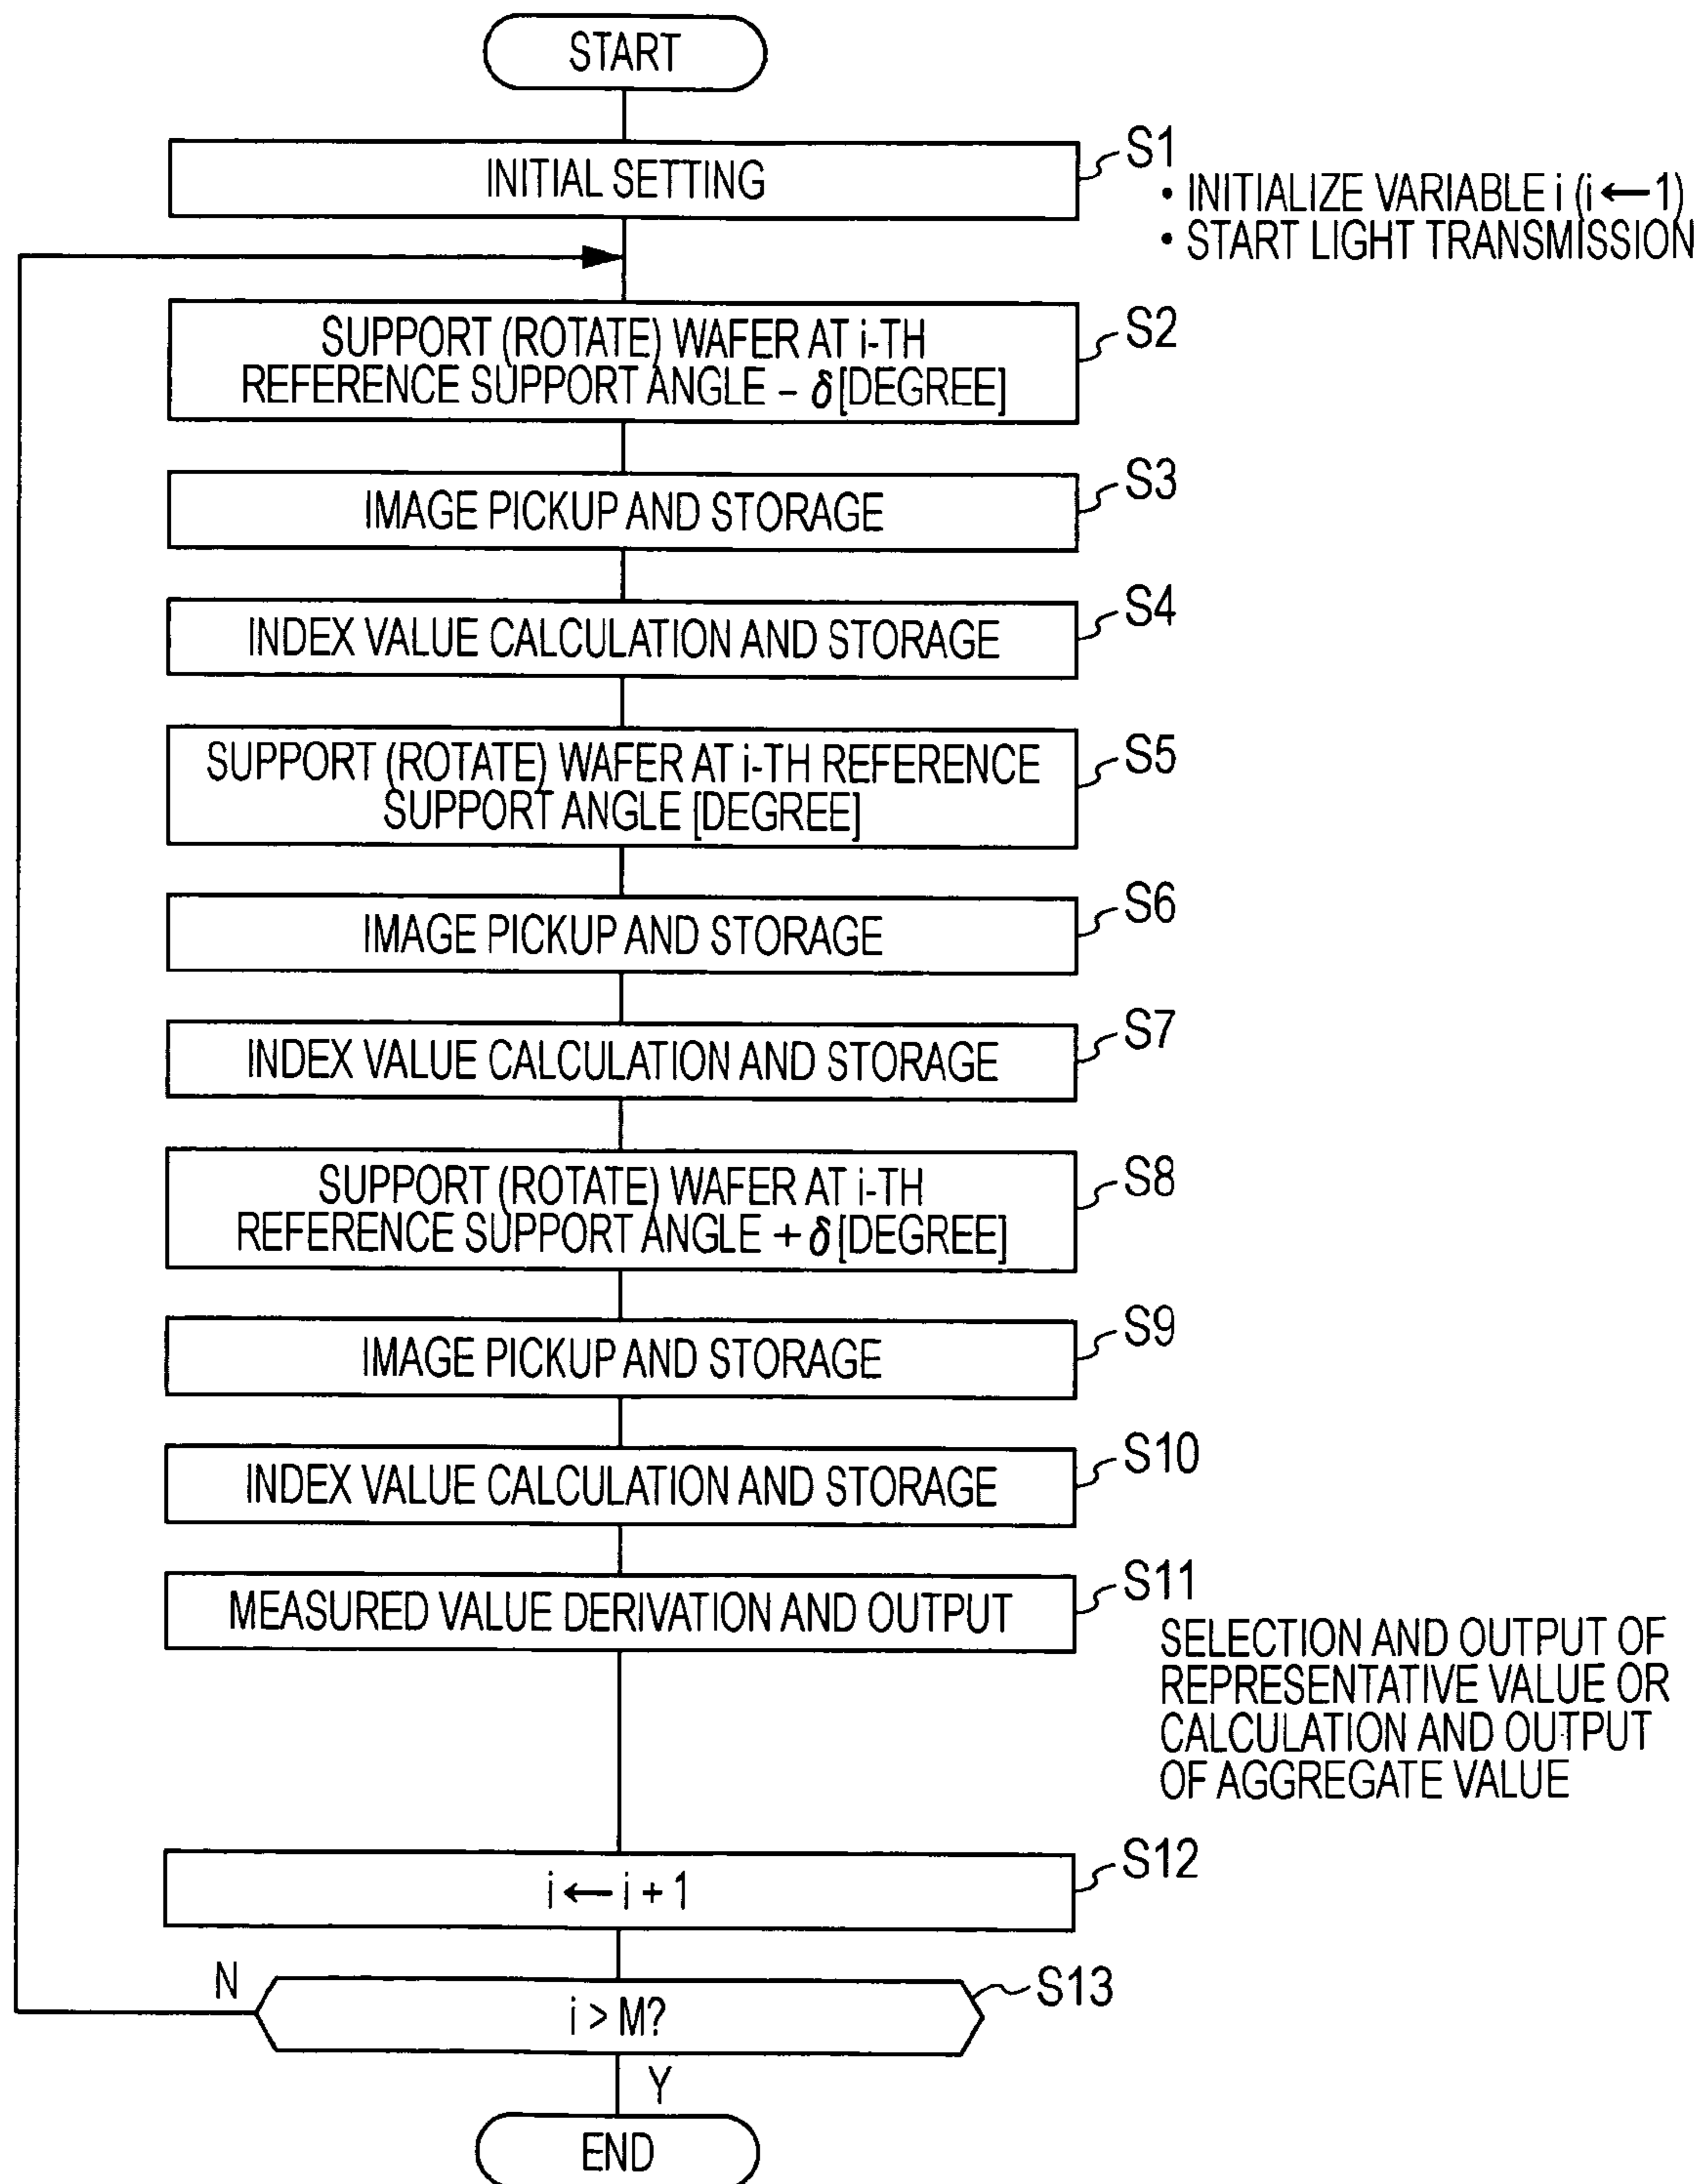 START
INITIAL SETTING
S1
• INITIALIZE VARIABLE i (i ← 1)
• START LIGHT TRANSMISSION
SUPPORT (ROTATE) WAFER AT i-TH
REFERENCE SUPPORT ANGLE – δ [DEGREE]
S2
IMAGE PICKUP AND STORAGE
S3
INDEX VALUE CALCULATION AND STORAGE
S4
SUPPORT (ROTATE) WAFER AT i-TH REFERENCE
SUPPORT ANGLE [DEGREE]
S5
IMAGE PICKUP AND STORAGE
S6
INDEX VALUE CALCULATION AND STORAGE
S7
SUPPORT (ROTATE) WAFER AT i-TH
REFERENCE SUPPORT ANGLE + δ [DEGREE]
S8
IMAGE PICKUP AND STORAGE
S9
INDEX VALUE CALCULATION AND STORAGE
S10
MEASURED VALUE DERIVATION AND OUTPUT
S11
SELECTION AND OUTPUT OF
REPRESENTATIVE VALUE OR
CALCULATION AND OUTPUT
OF AGGREGATE VALUE
i ← i + 1
S12
N
i > M?
S13
Y
END